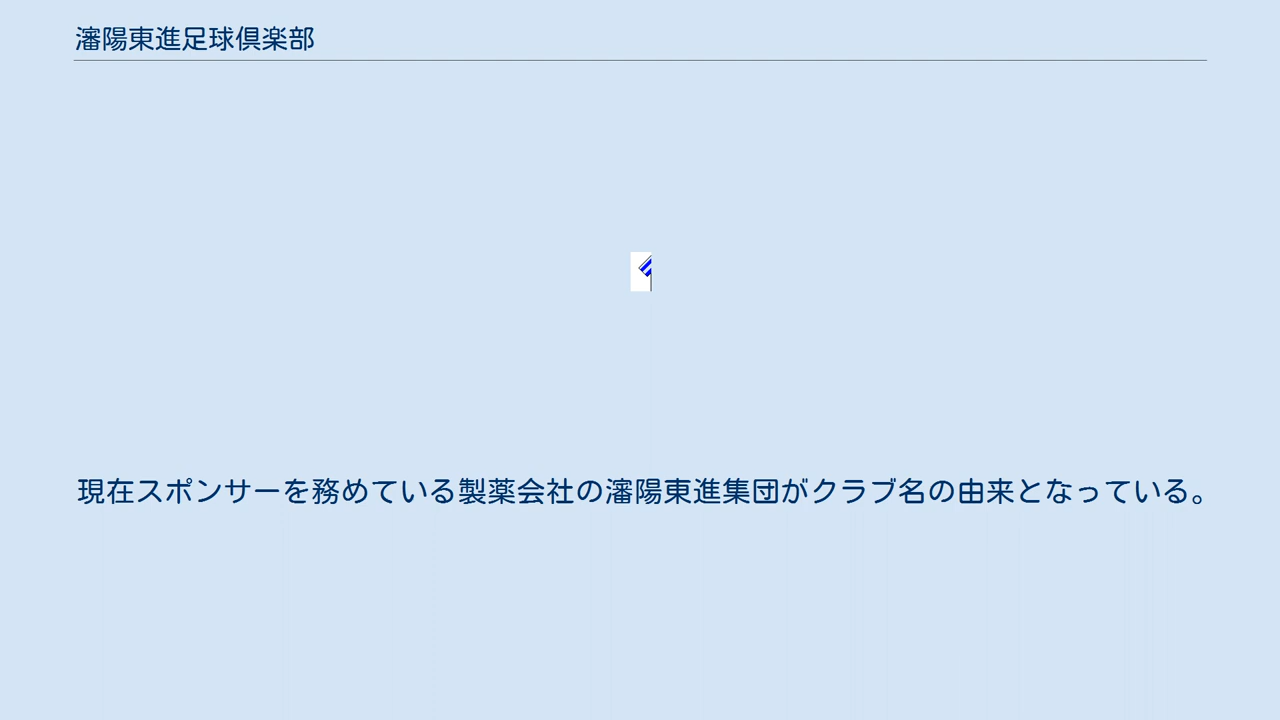 瀋陽東進足球倶楽部
現在スポンサーを務めている製薬会社の瀋陽東進集団がクラブ名の由来となっている。